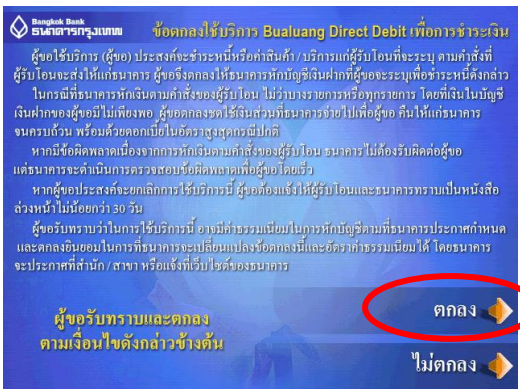 Bangkok Bank
ธนาคารกรุงเทพ
ข้อตกลงใช้บริการ Bualuang Direct Debit เพื่อการชำระเงิน
ผู้ขอใช้บริการ (ผู้ขอ) ประสงค์จะชำระหนี้หรือค่าสินค้า / บริการแก่ผู้รับโอนที่จะระบุ ตามคำสั่งที่
ผู้รับโอนจะส่งให้แก่ธนาคาร ผู้ขอจึงตกลงให้ธนาคารหักบัญชีเงินฝากที่ผู้ขอจะระบุเพื่อชำระหนี้ดังกล่าว
ในกรณีที่ธนาคารหักเงินตามคำสั่งของผู้รับโอน ไม่ว่าบางรายการหรือทุกรายการ โดยที่เงินในบัญชี
เงินฝากของผู้ขอมีไม่เพียงพอ ผู้ขอตกลงชดใช้เงินส่วนที่ธนาคารจ่ายไปเพื่อผู้ขอ คืนให้แก่ธนาคาร
จนครบถ้วน พร้อมด้วยดอกเบี้ยในอัตราสูงสุดกรณีปกติ
หากมีข้อผิดพลาดเนื่องจากการหักเงินตามคำสั่งของผู้รับโอน ธนาคารไม่ต้องรับผิดต่อผู้ขอ
แต่ธนาคารจะดำเนินการตรวจสอบข้อผิดพลาดเพื่อผู้ขอโดยเร็ว
หากผู้ขอประสงค์จะยกเลิกการใช้บริการนี้ ผู้ขอต้องแจ้งให้ผู้รับโอนและธนาคารทราบเป็นหนังสือ
ล่วงหน้าไม่น้อยกว่า 30 วัน
ผู้ขอรับทราบว่าในการใช้บริการนี้ อาจมีค่าธรรมเนียมในการหักบัญชีตามที่ธนาคารประกาศกำหนด
และตกลงยินยอมในการที่ธนาคารจะเปลี่ยนแปลงข้อตกลงนี้และอัตราค่าธรรมเนียมได้ โดยธนาคาร
จะประกาศที่สำนัก / สาขา หรือแจ้งที่เว็บไซต์ของธนาคาร
ตกลง
ผู้ขอรับทราบและตกลง
ตามเงื่อนไขดังกล่าวข้างต้น
ไม่ตกลง